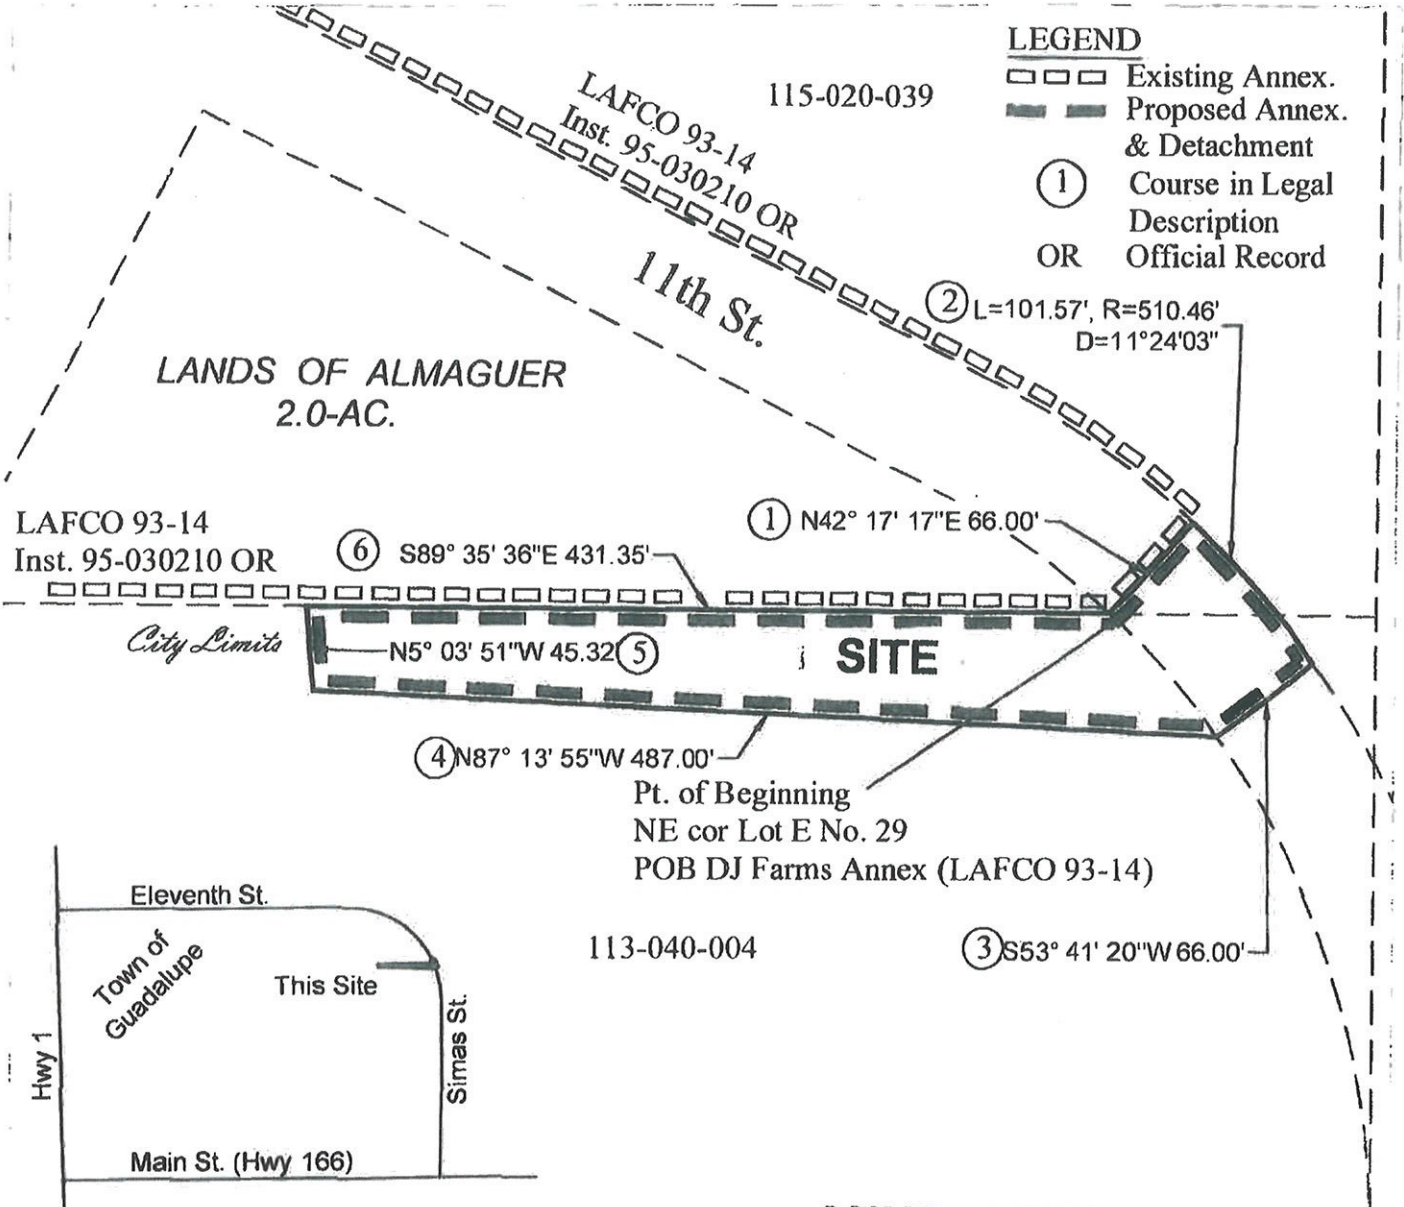 LEGEND
Existing Annex.
Proposed Annex.
& Detachment
1 Course in Legal
Description
OR Official Record
115-020-039
LAFCO 93-14
Inst. 95-030210 OR
11th St.
2 L=101.57', R=510.46'
D=11°24'03"
LANDS OF ALMAGUER
2.0-AC.
1 N42° 17' 17"E 66.00'
LAFCO 93-14
Inst. 95-030210 OR
6 S89° 35' 36"E 431.35'
City Limits
N5° 03' 51"W 45.32 5
SITE
4 N87° 13' 55"W 487.00'
Pt. of Beginning
NE cor Lot E No. 29
POB DJ Farms Annex (LAFCO 93-14)
113-040-004
3 S53° 41' 20"W 66.00'
Eleventh St.
Town of
Guadalupe
This Site
Hwy 1
Simas St.
Main St. (Hwy 166)